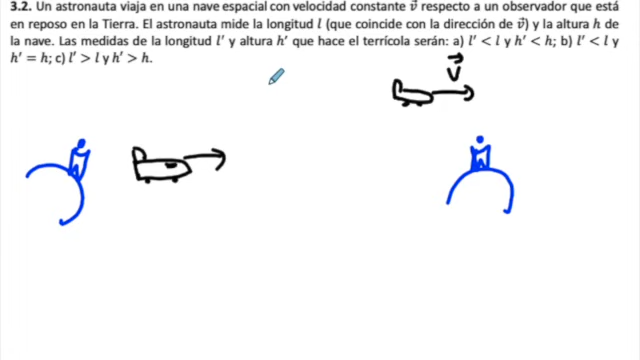 3.2. Un astronauta viaja en una nave espacial con velocidad constante v⃗ respecto a un observador que está
en reposo en la Tierra. El astronauta mide la longitud l (que coincide con la dirección de v⃗) y la altura h de
la nave. Las medidas de la longitud l′ y altura h′ que hace el terrícola serán: a) l′ < l y h′ < h; b) l′ < l y
h′ = h; c) l′ > l y h′ > h.
v⃗